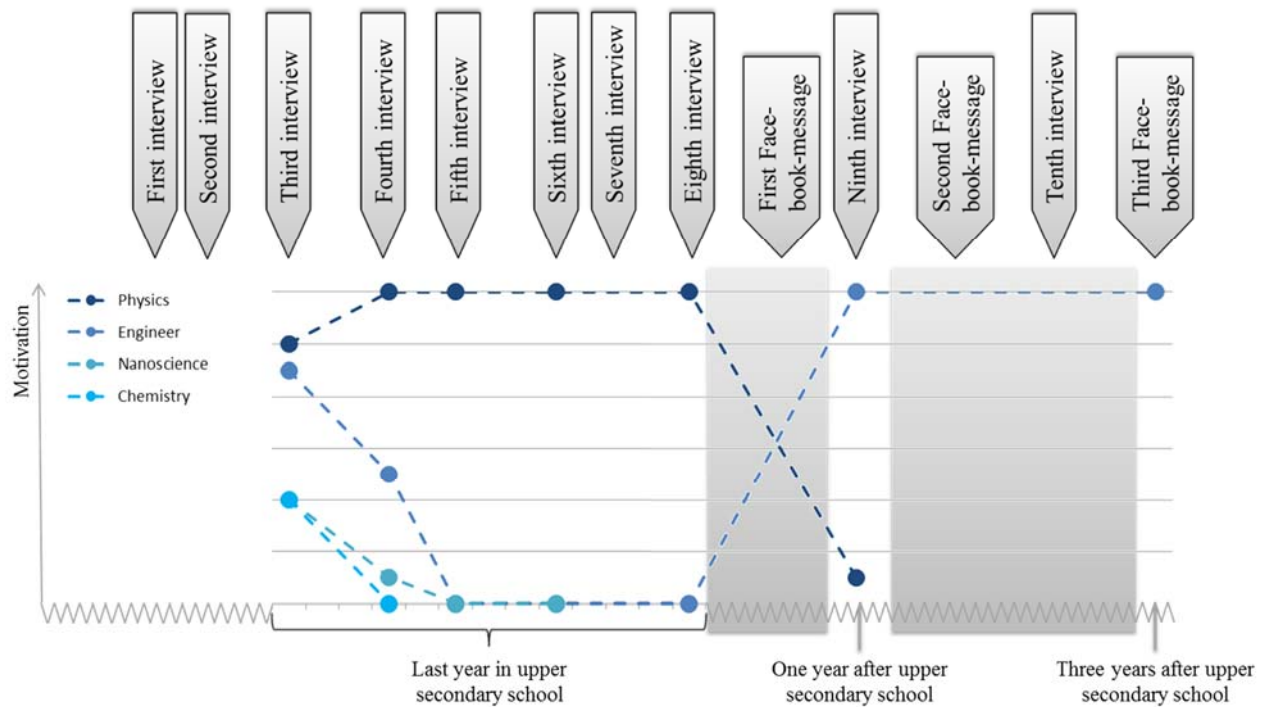 First interview
Second interview
Third interview
Fourth interview
Fifth interview
Sixth interview
Seventh interview
Eighth interview
First Face-
book-message
Ninth interview
Second Face-
book-message
Tenth interview
Third Face-
book-message
Motivation
Physics
Engineer
Nanoscience
Chemistry
Last year in upper
secondary school
One year after upper
secondary school
Three years after upper
secondary school